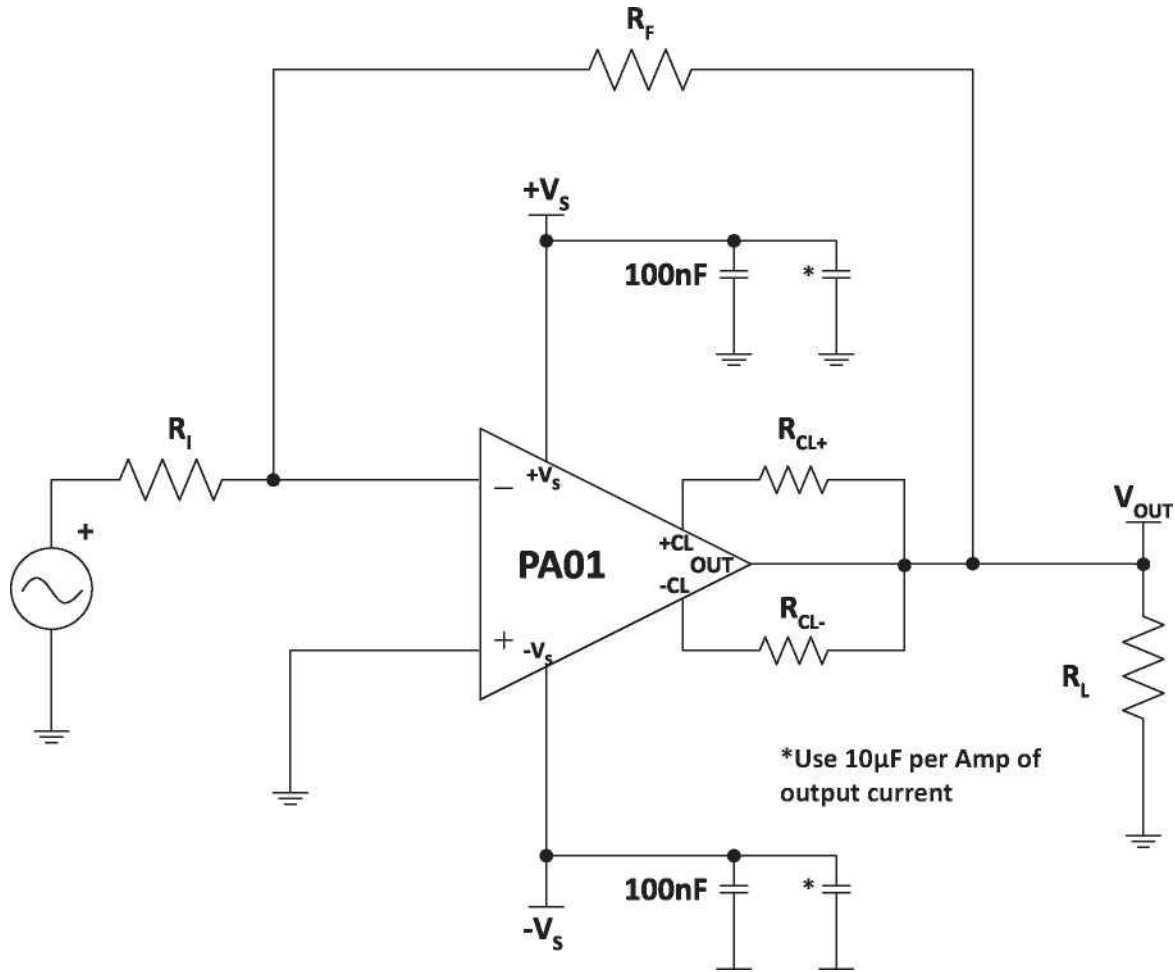 R_F
+V_S
100nF
*
R_I
R_CL+
+
−
+V_S
+CL
V_OUT
PA01
OUT
-CL
R_CL-
+
-V_S
R_L
*Use 10µF per Amp of
output current
100nF
*
-V_S